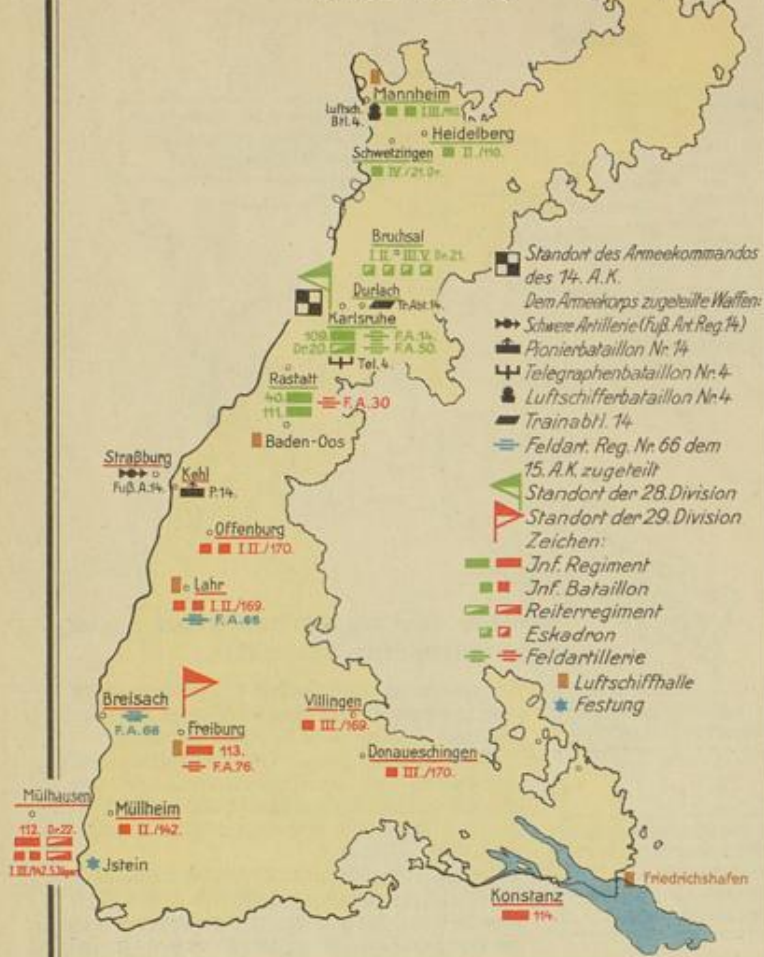 Mannheim
Luftsch.
Btl.4.
I.III./110.
Heidelberg
II./110.
Schwetzingen
IV./21.Dr.
Bruchsal
I.II. III.V. Dr.21.
Durlach
Tr.Abt.14.
Karlsruhe
109. F.A.14.
Dr.20. F.A.50.
Tel.4.
Rastatt
40.
111. F.A.30
Baden-Oos
Straßburg
Fuß.A.14.
Kehl
P.14.
Offenburg
I.II./170.
Lahr
I.II./169.
F.A.66
Breisach
F.A.66
Freiburg
113.
F.A.76.
Villingen
III./169.
Donaueschingen
III./170.
Mülhausen
112. Dr.22.
I.III./142.
Müllheim
II./142.
Jstein
Konstanz
114.
Friedrichshafen
Standort des Armeekommandos
des 14. A.K.
Dem Armeekorps zugeteilte Waffen:
Schwere Artillerie (Fuß. Art. Reg. 14)
Pionierbataillon Nr. 14
Telegraphenbataillon Nr. 4
Luftschifferbataillon Nr. 4
Trainabtl. 14
Feldart. Reg. Nr. 66 dem
15. A.K. zugeteilt
Standort der 28. Division
Standort der 29. Division
Zeichen:
Jnf. Regiment
Jnf. Bataillon
Reiterregiment
Eskadron
Feldartillerie
Luftschiffhalle
Festung